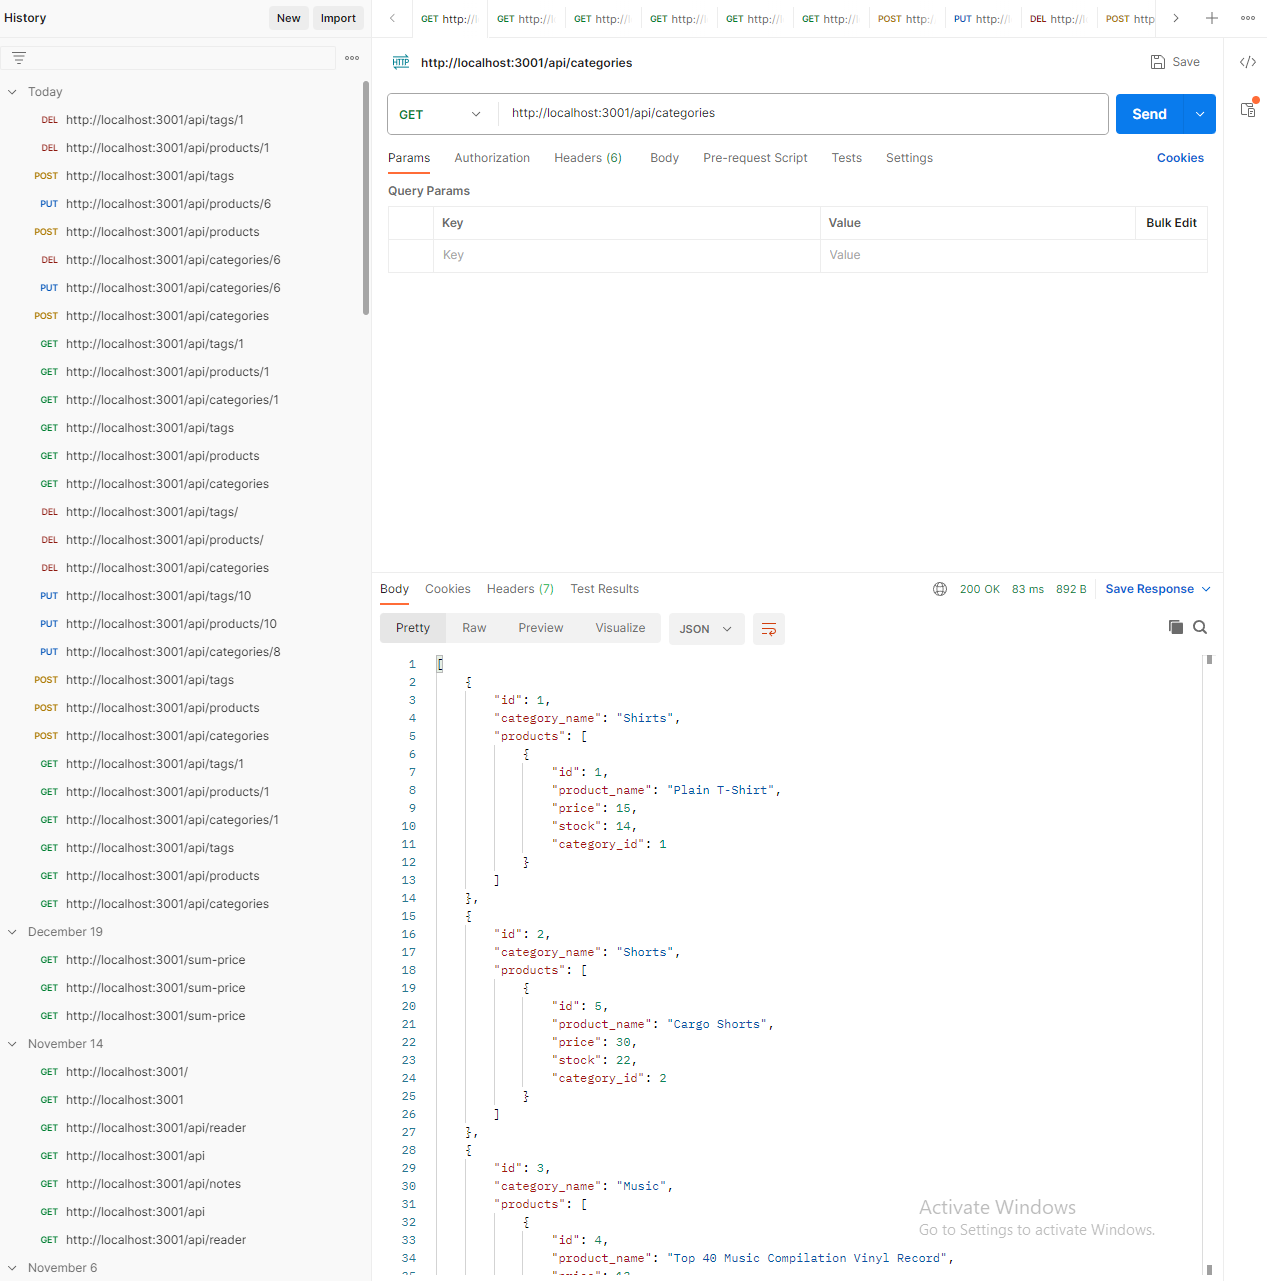 History
New
Import
Today
DEL http://localhost:3001/api/tags/1
DEL http://localhost:3001/api/products/1
POST http://localhost:3001/api/tags
PUT http://localhost:3001/api/products/6
POST http://localhost:3001/api/products
DEL http://localhost:3001/api/categories/6
PUT http://localhost:3001/api/categories/6
POST http://localhost:3001/api/categories
GET http://localhost:3001/api/tags/1
GET http://localhost:3001/api/products/1
GET http://localhost:3001/api/categories/1
GET http://localhost:3001/api/tags
GET http://localhost:3001/api/products
GET http://localhost:3001/api/categories
DEL http://localhost:3001/api/tags/
DEL http://localhost:3001/api/products/
DEL http://localhost:3001/api/categories
PUT http://localhost:3001/api/tags/10
PUT http://localhost:3001/api/products/10
PUT http://localhost:3001/api/categories/8
POST http://localhost:3001/api/tags
POST http://localhost:3001/api/products
POST http://localhost:3001/api/categories
GET http://localhost:3001/api/tags/1
GET http://localhost:3001/api/products/1
GET http://localhost:3001/api/categories/1
GET http://localhost:3001/api/tags
GET http://localhost:3001/api/products
GET http://localhost:3001/api/categories
December 19
GET http://localhost:3001/sum-price
GET http://localhost:3001/sum-price
GET http://localhost:3001/sum-price
November 14
GET http://localhost:3001/
GET http://localhost:3001
GET http://localhost:3001/api/reader
GET http://localhost:3001/api
GET http://localhost:3001/api/notes
GET http://localhost:3001/api
GET http://localhost:3001/api/reader
November 6
GET http:// GET http:// GET http:// GET http:// GET http:// GET http:// POST http: PUT http:// DEL http:// POST http
HTTP http://localhost:3001/api/categories
Save
GET http://localhost:3001/api/categories
Send
Params Authorization Headers (6) Body Pre-request Script Tests Settings Cookies
Query Params
Key Value Bulk Edit
Key Value
Body Cookies Headers (7) Test Results 200 OK 83 ms 892 B Save Response
Pretty Raw Preview Visualize JSON
1 [
2 {
3 "id": 1,
4 "category_name": "Shirts",
5 "products": [
6 {
7 "id": 1,
8 "product_name": "Plain T-Shirt",
9 "price": 15,
10 "stock": 14,
11 "category_id": 1
12 }
13 ]
14 },
15 {
16 "id": 2,
17 "category_name": "Shorts",
18 "products": [
19 {
20 "id": 5,
21 "product_name": "Cargo Shorts",
22 "price": 30,
23 "stock": 22,
24 "category_id": 2
25 }
26 ]
27 },
28 {
29 "id": 3,
30 "category_name": "Music",
31 "products": [
32 {
33 "id": 4,
34 "product_name": "Top 40 Music Compilation Vinyl Record",
Activate Windows
Go to Settings to activate Windows.